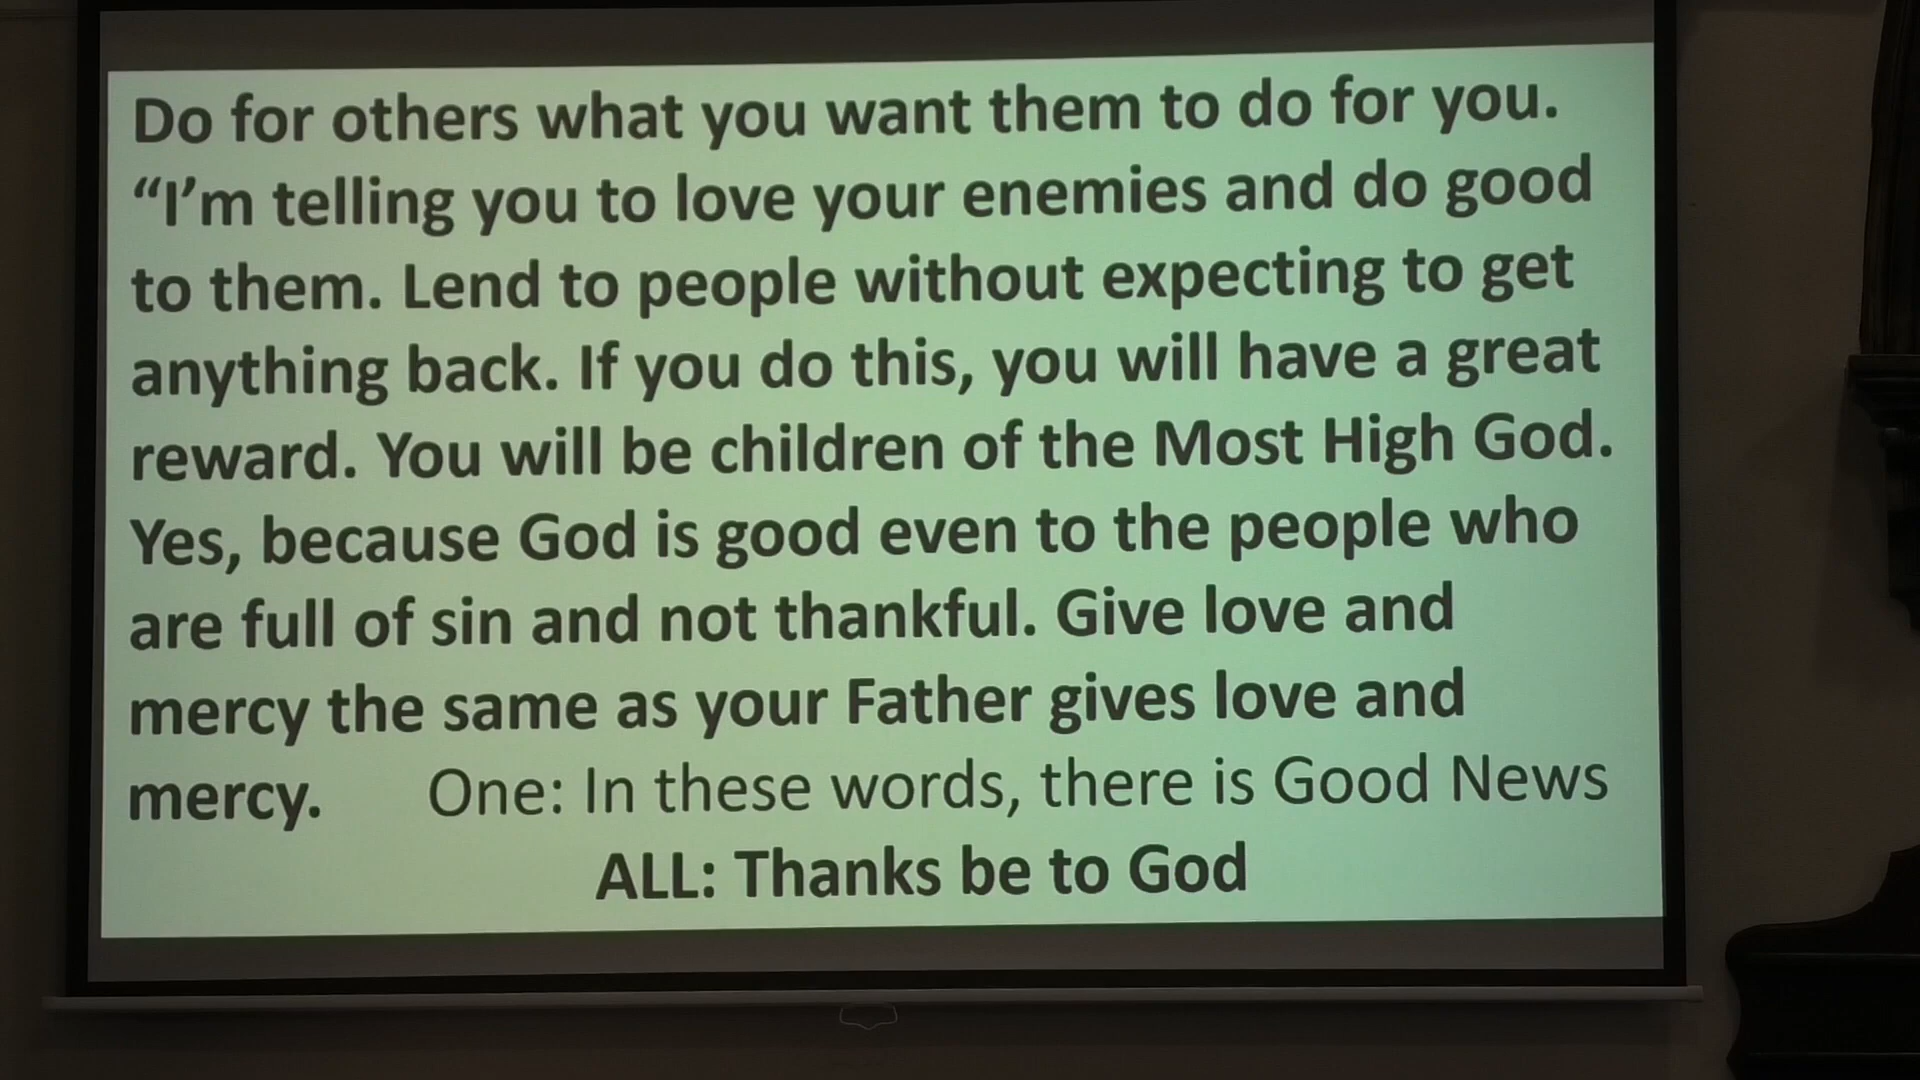 Do for others what you want them to do for you.
“I’m telling you to love your enemies and do good
to them. Lend to people without expecting to get
anything back. If you do this, you will have a great
reward. You will be children of the Most High God.
Yes, because God is good even to the people who
are full of sin and not thankful. Give love and
mercy the same as your Father gives love and
mercy. One: In these words, there is Good News
ALL: Thanks be to God